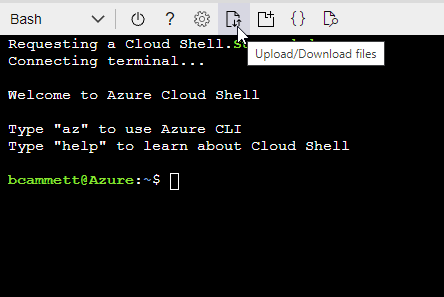 Bash
?
{}
Requesting a Cloud Shell.
Upload/Download files
Connecting terminal...
Welcome to Azure Cloud Shell
Type "az" to use Azure CLI
Type "help" to learn about Cloud Shell
bcammett@Azure:~$